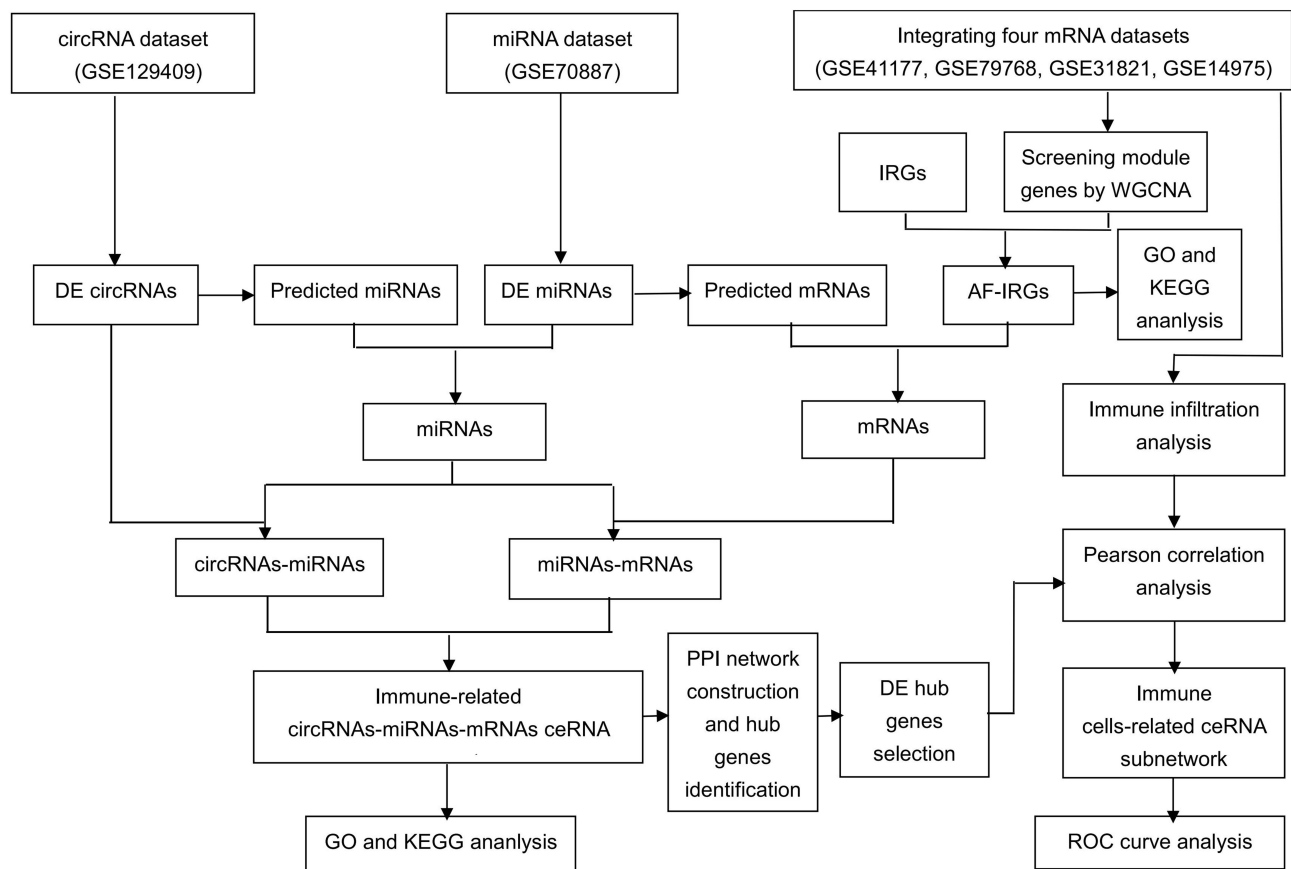 circRNA dataset
(GSE129409)
miRNA dataset
(GSE70887)
Integrating four mRNA datasets
(GSE41177, GSE79768, GSE31821, GSE14975)
IRGs
Screening module
genes by WGCNA
DE circRNAs
Predicted miRNAs
DE miRNAs
Predicted mRNAs
AF-IRGs
GO and
KEGG
ananlysis
miRNAs
mRNAs
Immune infiltration
analysis
circRNAs-miRNAs
miRNAs-mRNAs
Pearson correlation
analysis
Immune-related
circRNAs-miRNAs-mRNAs ceRNA
PPI network
construction
and hub
genes
identification
DE hub
genes
selection
Immune
cells-related ceRNA
subnetwork
GO and KEGG ananlysis
ROC curve analysis